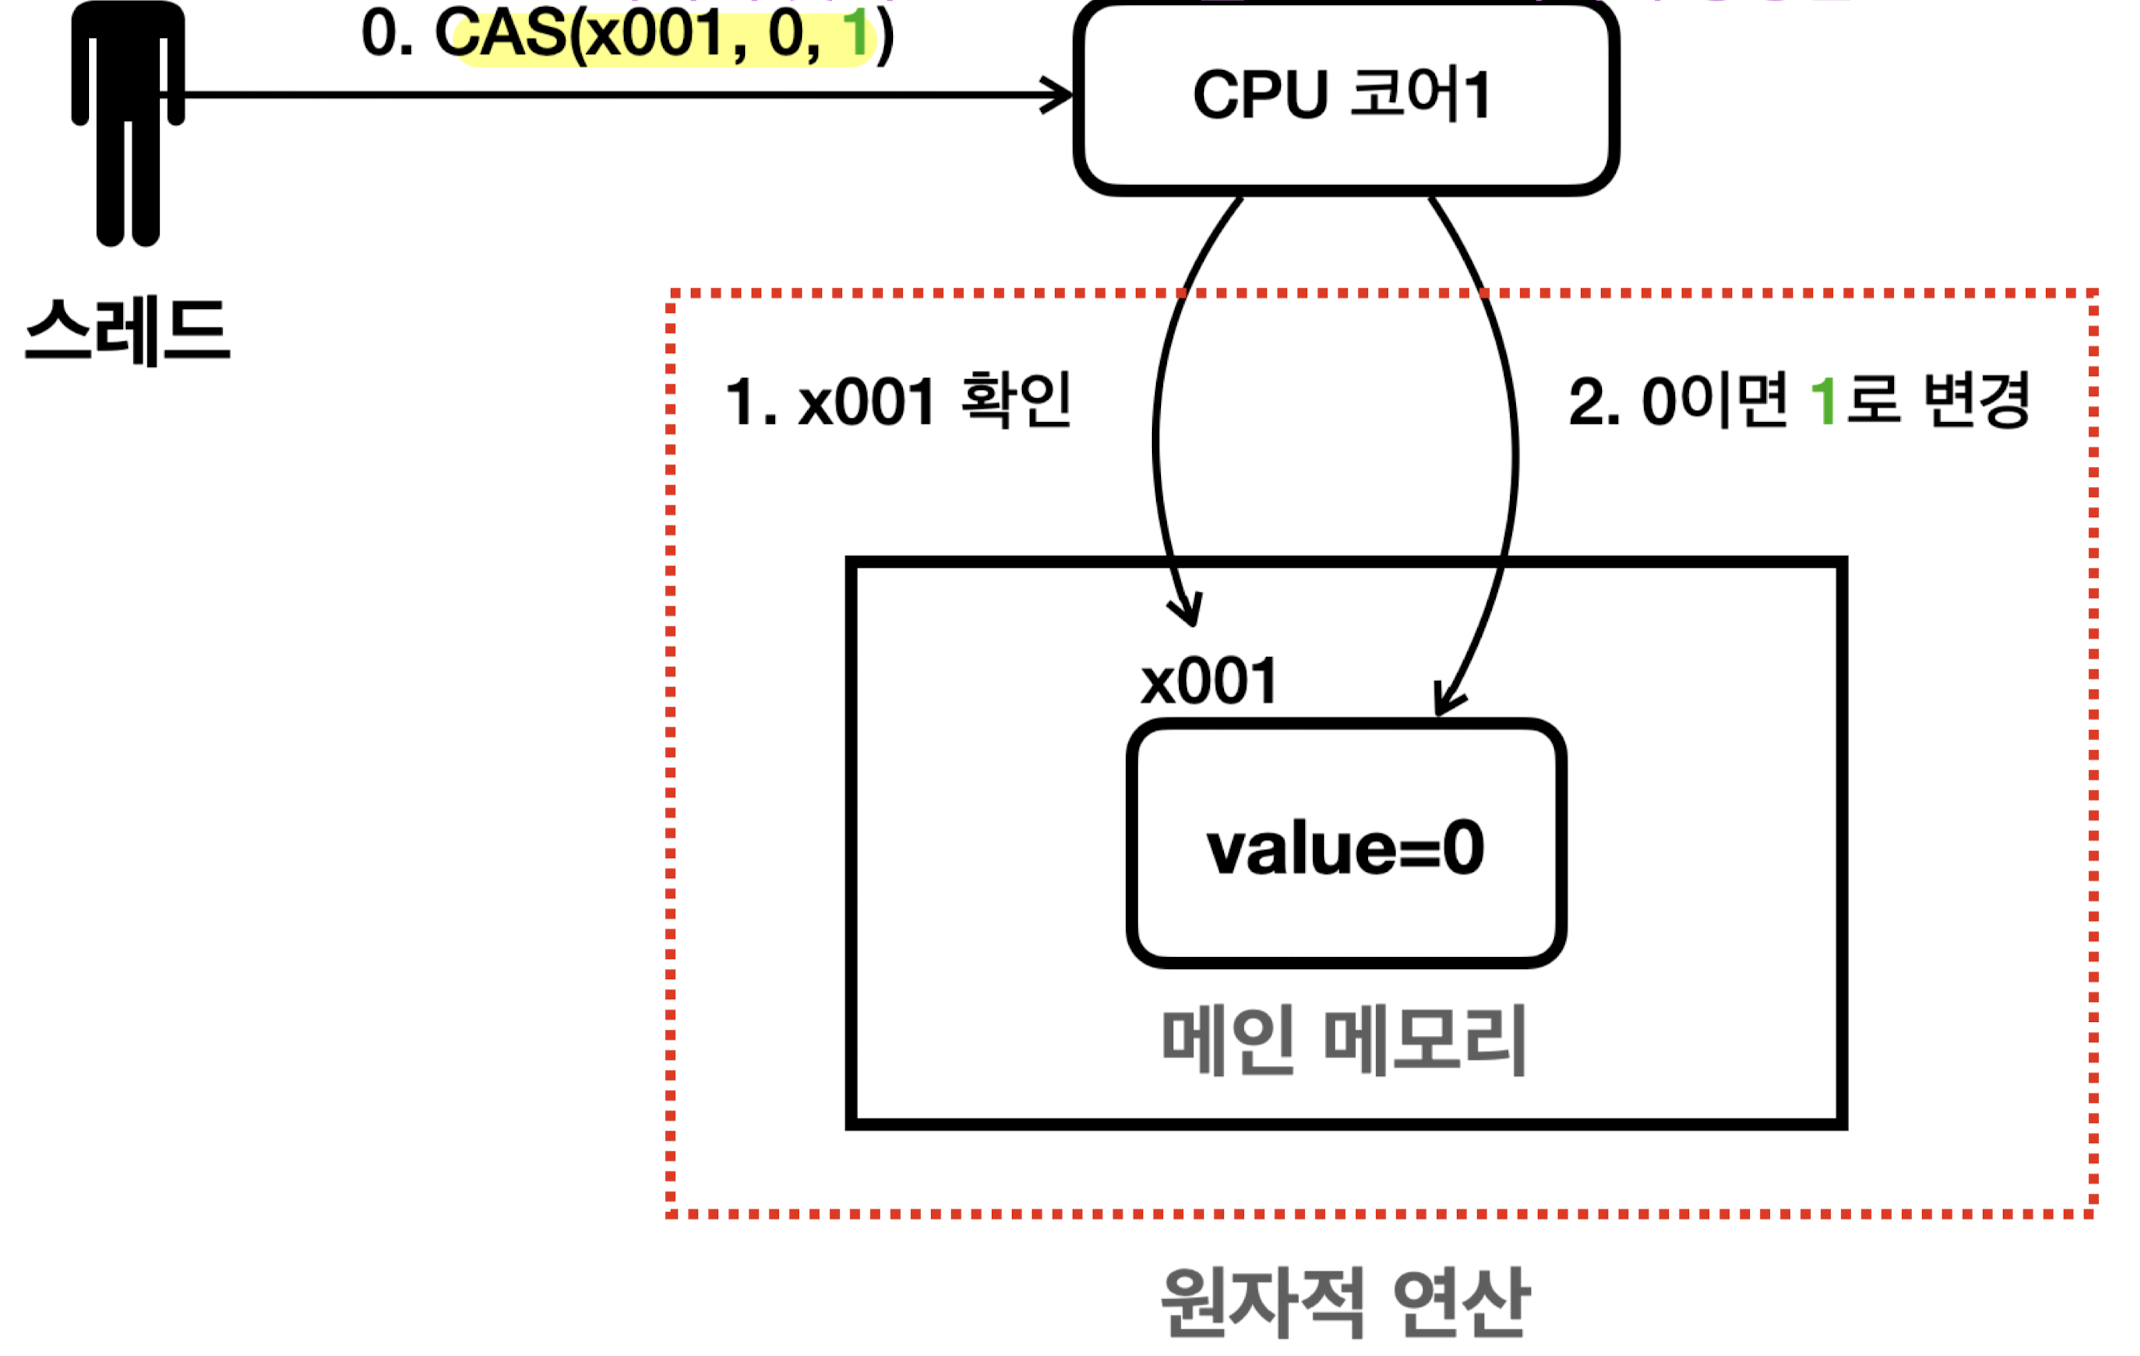 0. CAS(x001, 0, 1)
CPU 코어1
스레드
1. x001 확인
2. 0이면 1로 변경
x001
value=0
메인 메모리
원자적 연산